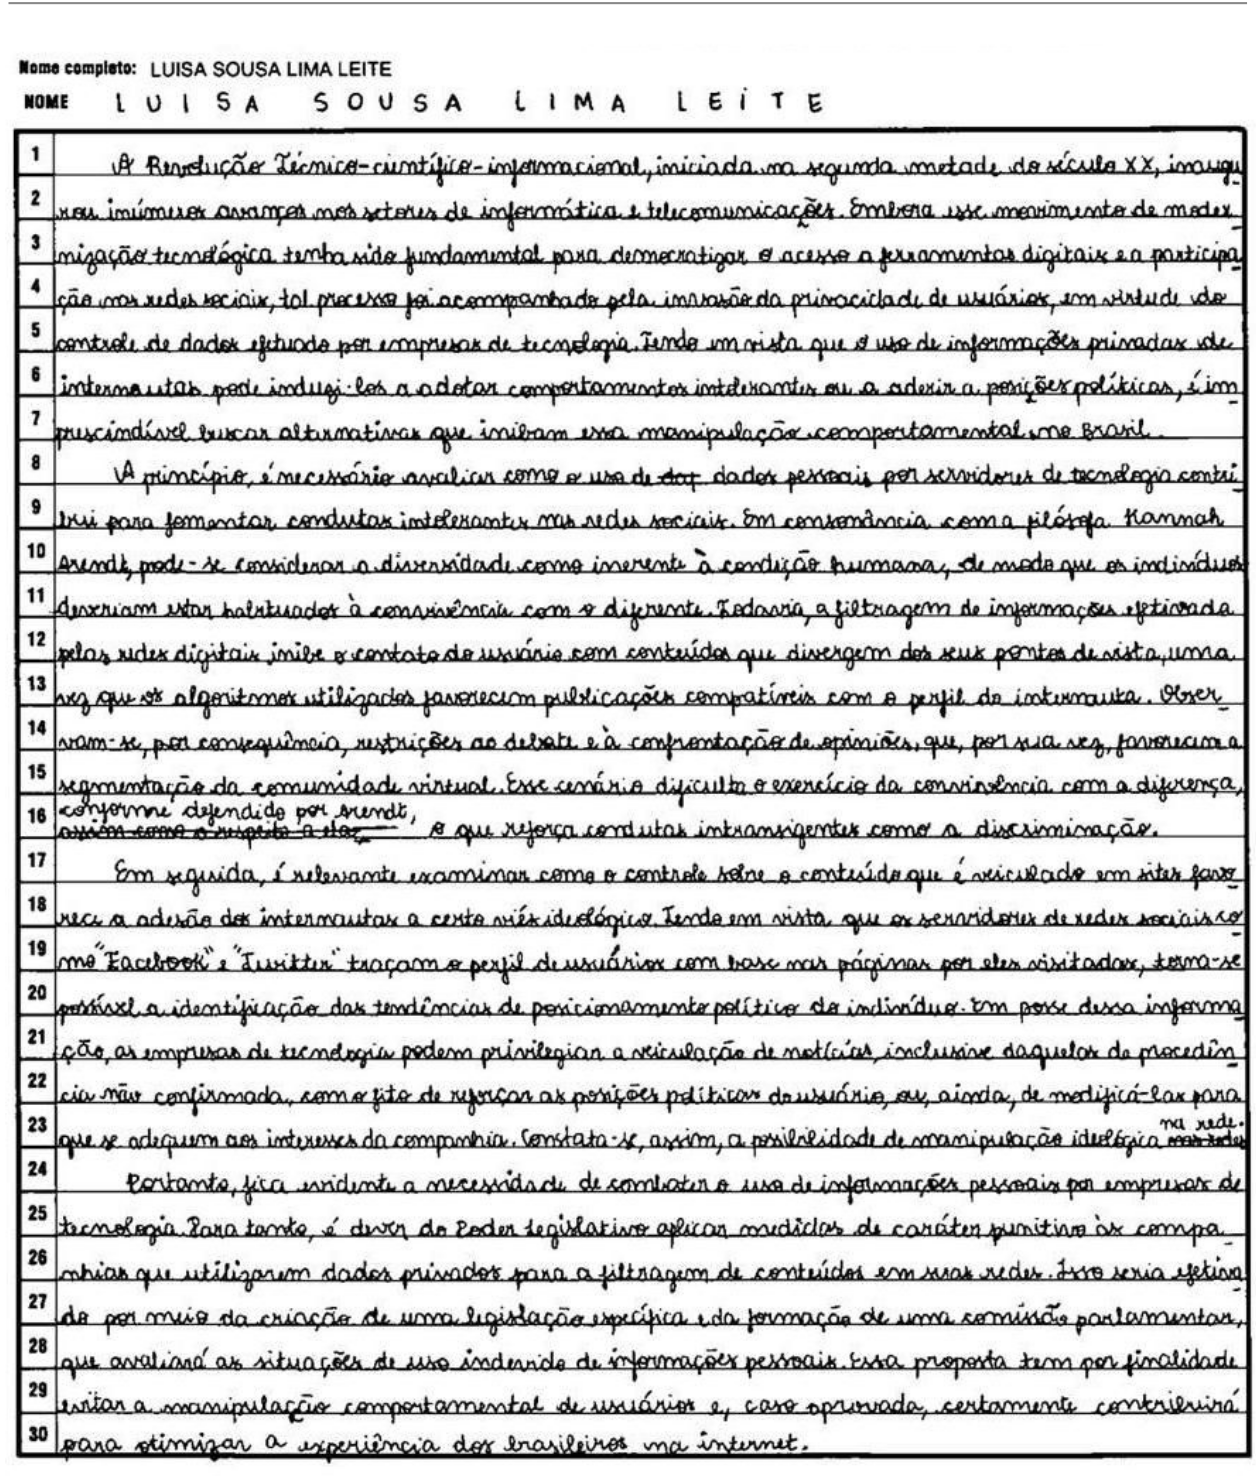 Nome completo: LUISA SOUSA LIMA LEITE
NOME LUISA SOUSA LIMA LEITE
1 A Revolução Técnico-científico-informacional, iniciada na segunda metade do século XX, inaugu
2 rou inúmeros avanços nos setores de informática e telecomunicações. Embora esse movimento de moder
3 nização tecnológica tenha sido fundamental para democratizar o acesso a ferramentas digitais e a participa
4 ção nas redes sociais, tal processo foi acompanhado pela invasão da privacidade de usuários, em virtude do
5 controle de dados efetuado por empresas de tecnologia. Tendo em vista que o uso de informações privadas de
6 internautas pode induzi-los a adotar comportamentos intolerantes ou a aderir a posições políticas, é im
7 prescindível buscar alternativas que inibam essa manipulação comportamental no Brasil.
8 A princípio, é necessário avaliar como o uso de dat dados pessoais por servidores de tecnologia contri
9 bui para fomentar condutas intolerantes nas redes sociais. Em consonância com a filósofa Hannah
10 Arendt, pode-se considerar a diversidade como inerente à condição humana, de modo que os indivíduos
11 deveriam estar habituados à convivência com o diferente. Todavia, a filtragem de informações efetivada
12 pelas redes digitais inibe o contato do usuário com conteúdos que divergem dos seus pontos de vista, uma
13 vez que os algoritmos utilizados favorecem publicações compatíveis com o perfil do internauta. Obser
14 vam-se, por consequência, restrições ao debate e à confrontação de opiniões, que, por sua vez, favorecem a
15 segmentação da comunidade virtual. Esse cenário dificulta o exercício da convivência com a diferença,
conforme defendido por Arendt,
16 assim como o respeito a ela, o que reforça condutas intransigentes como a discriminação.
17 Em seguida, é relevante examinar como o controle sobre o conteúdo que é veiculado em sites favo
18 rece a adesão dos internautas a certo viés ideológico. Tendo em vista que os servidores de redes sociais co
19 mo "Facebook" e "Twitter" traçam o perfil de usuários com base nas páginas por eles visitadas, torna-se
20 possível a identificação das tendências de posicionamento político do indivíduo. Em posse dessa informa
21 ção, as empresas de tecnologia podem privilegiar a veiculação de notícias, inclusive daquelas de procedên
22 cia não confirmada, com o fito de reforçar as posições políticas do usuário, ou, ainda, de modificá-las para
na rede.
23 que se adequem aos interesses da companhia. Constata-se, assim, a possibilidade de manipulação ideológica nas redes
24 Portanto, fica evidente a necessidade de combater o uso de informações pessoais por empresas de
25 tecnologia. Para tanto, é dever do Poder Legislativo aplicar medidas de caráter punitivo às compa
26 nhias que utilizarem dados privados para a filtragem de conteúdos em suas redes. Isso seria efetiva
27 do por meio da criação de uma legislação específica e da formação de uma comissão parlamentar,
28 que avaliará as situações de uso indevido de informações pessoais. Essa proposta tem por finalidade
29 evitar a manipulação comportamental de usuários e, caso aprovada, certamente contribuirá
30 para otimizar a experiência dos brasileiros na internet.